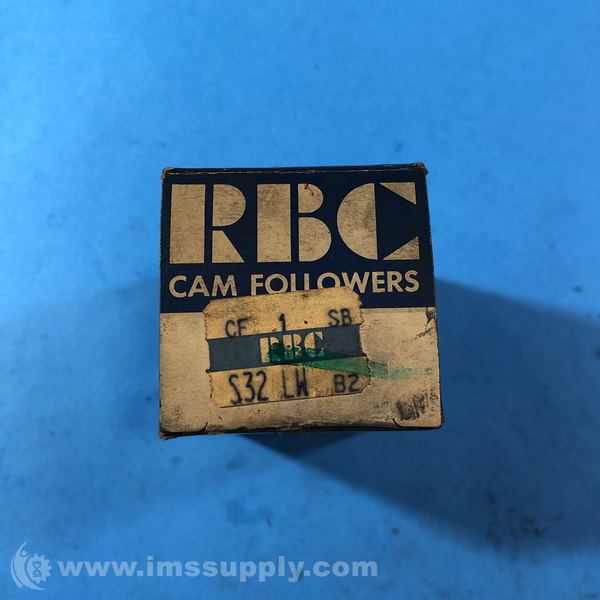 RBC
CAM FOLLOWERS
CF 1 SB
RBC
S32 LW B2
www.imssupply.com